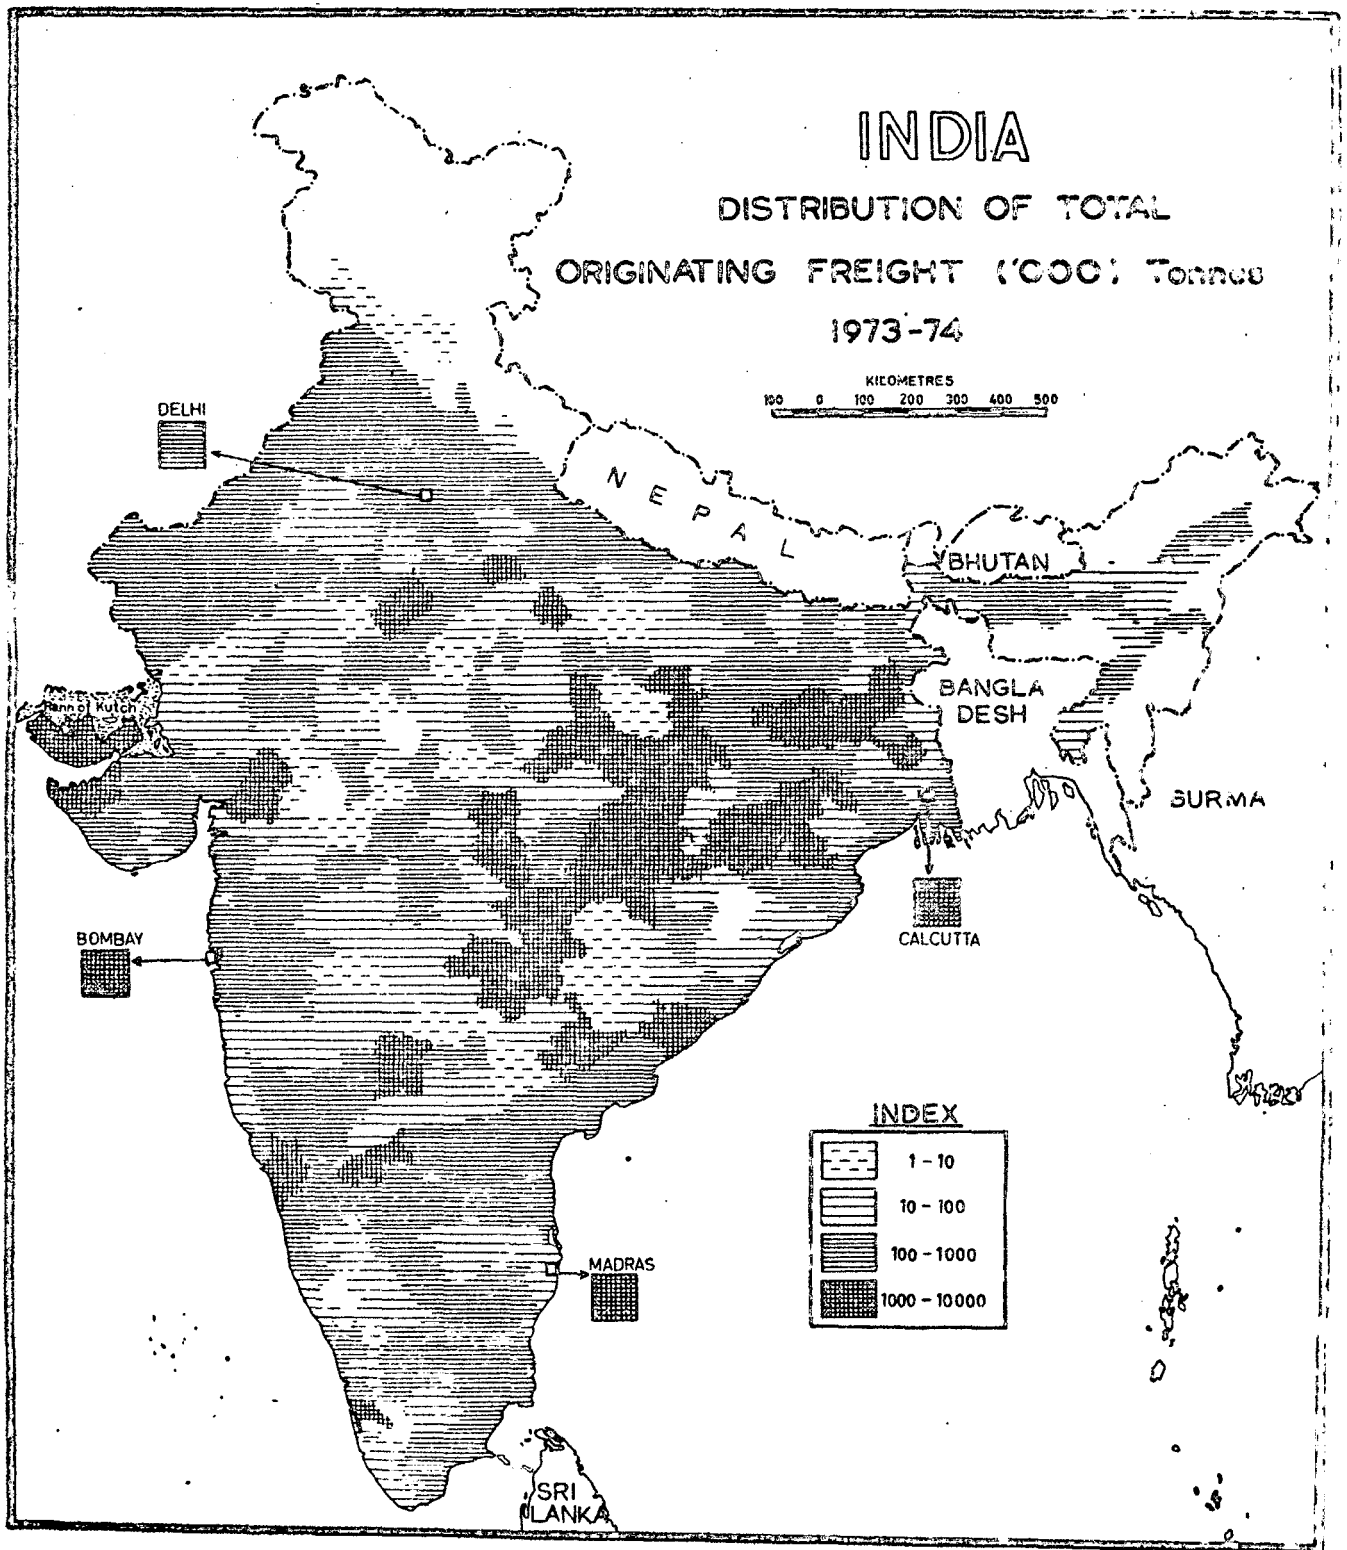 INDIA
DISTRIBUTION OF TOTAL
ORIGINATING FREIGHT ('000) Tonnes
1973-74
KILOMETRES
100 0 100 200 300 400 500
DELHI
NEPAL
BHUTAN
Rann of Kutch
BANGLA
DESH
BURMA
BOMBAY
CALCUTTA
INDEX
1-10
10-100
100-1000
1000-10000
MADRAS
SRI
LANKA